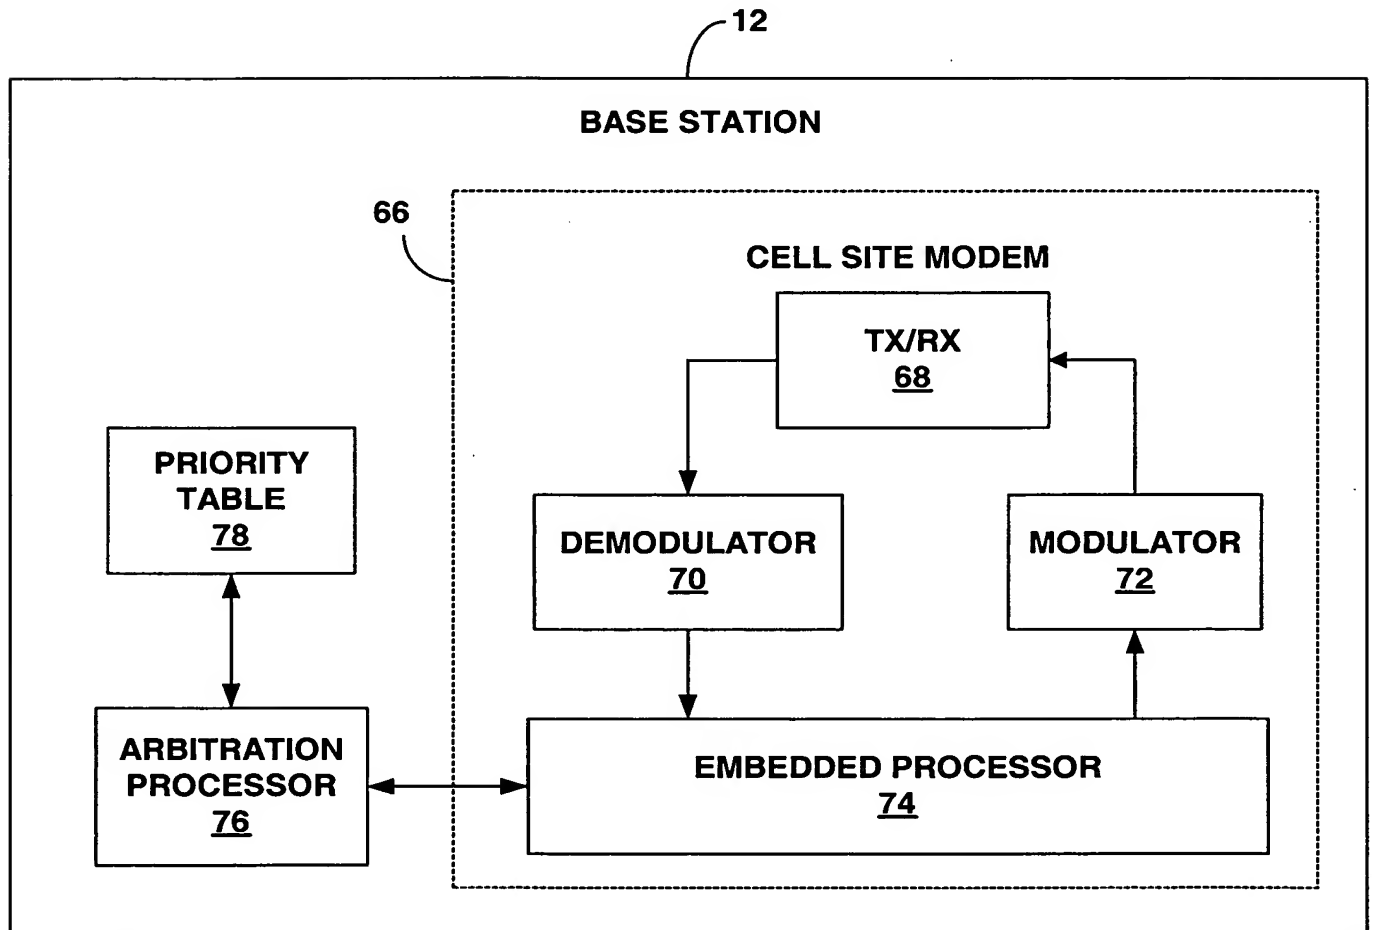 12
BASE STATION
66
CELL SITE MODEM
TX/RX
68
PRIORITY
TABLE
78
DEMODULATOR
70
MODULATOR
72
ARBITRATION
PROCESSOR
76
EMBEDDED PROCESSOR
74